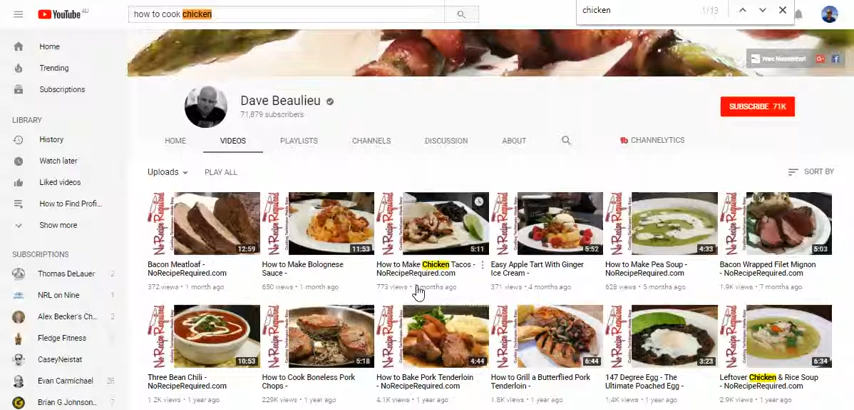 YouTube AU
how to cook chicken
chicken 1/13
Home
Trending
Subscriptions
LIBRARY
History
Watch later
Liked videos
How to Find Profi...
Show more
SUBSCRIPTIONS
Thomas DeLauer 2
NRL on Nine 1
Alex Becker's Ch...
Fledge Fitness
CaseyNeistat
Evan Carmichael
Brian G Johnson...
Dave Beaulieu
71,879 subscribers
SUBSCRIBE 71K
HOME VIDEOS PLAYLISTS CHANNELS DISCUSSION ABOUT CHANNELYTICS
Uploads PLAY ALL SORT BY
12:59 11:53 5:11 5:52 4:33 5:03
Bacon Meatloaf - How to Make Bolognese How to Make Chicken Tacos - Easy Apple Tart With Ginger How to Make Pea Soup - Bacon Wrapped Filet Mignon
NoRecipeRequired.com Sauce - NoRecipeRequired.com Ice Cream - NoRecipeRequired.com - NoRecipeRequired.com
372 views • 1 month ago 650 views • 1 month ago 773 views • months ago 371 views • 4 months ago 628 views • 5 months ago 1.9K views • 7 months ago
10:53 5:18 4:44 6:44 3:23 6:34
Three Bean Chili - How to Cook Boneless Pork How to Bake Pork Tenderloin How to Grill a Butterflied Pork 147 Degree Egg - The Leftover Chicken & Rice Soup
NoRecipeRequired.com Chops - - NoRecipeRequired.com Tenderloin - Ultimate Poached Egg - - NoRecipeRequired.com
1.2K views • 1 year ago 229K views • 1 year ago 4.1K views • 1 year ago 1.6K views • 1 year ago 1.4K views • 1 year ago 2.9K views • 1 year ago